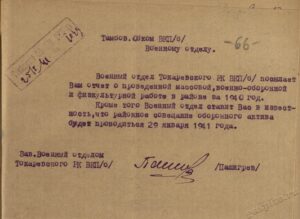 Тамбов. Обком ВКП/б/
Военному отделу.
-66-
25/I 41
Военный отдел Токаревского РК ВКП/б/ посылает
Вам отчет о проведенной массовой, военно-оборонной
и физкультурной работе в районе за 1940 год.
Кроме того Военный отдел ставит Вас в извест-
ность, что районное совещание оборонного актива
будет проводиться 29 января 1941 года.
Зав. Военным отделом
Токаревского РК ВКП/б/
/Пашигрев/